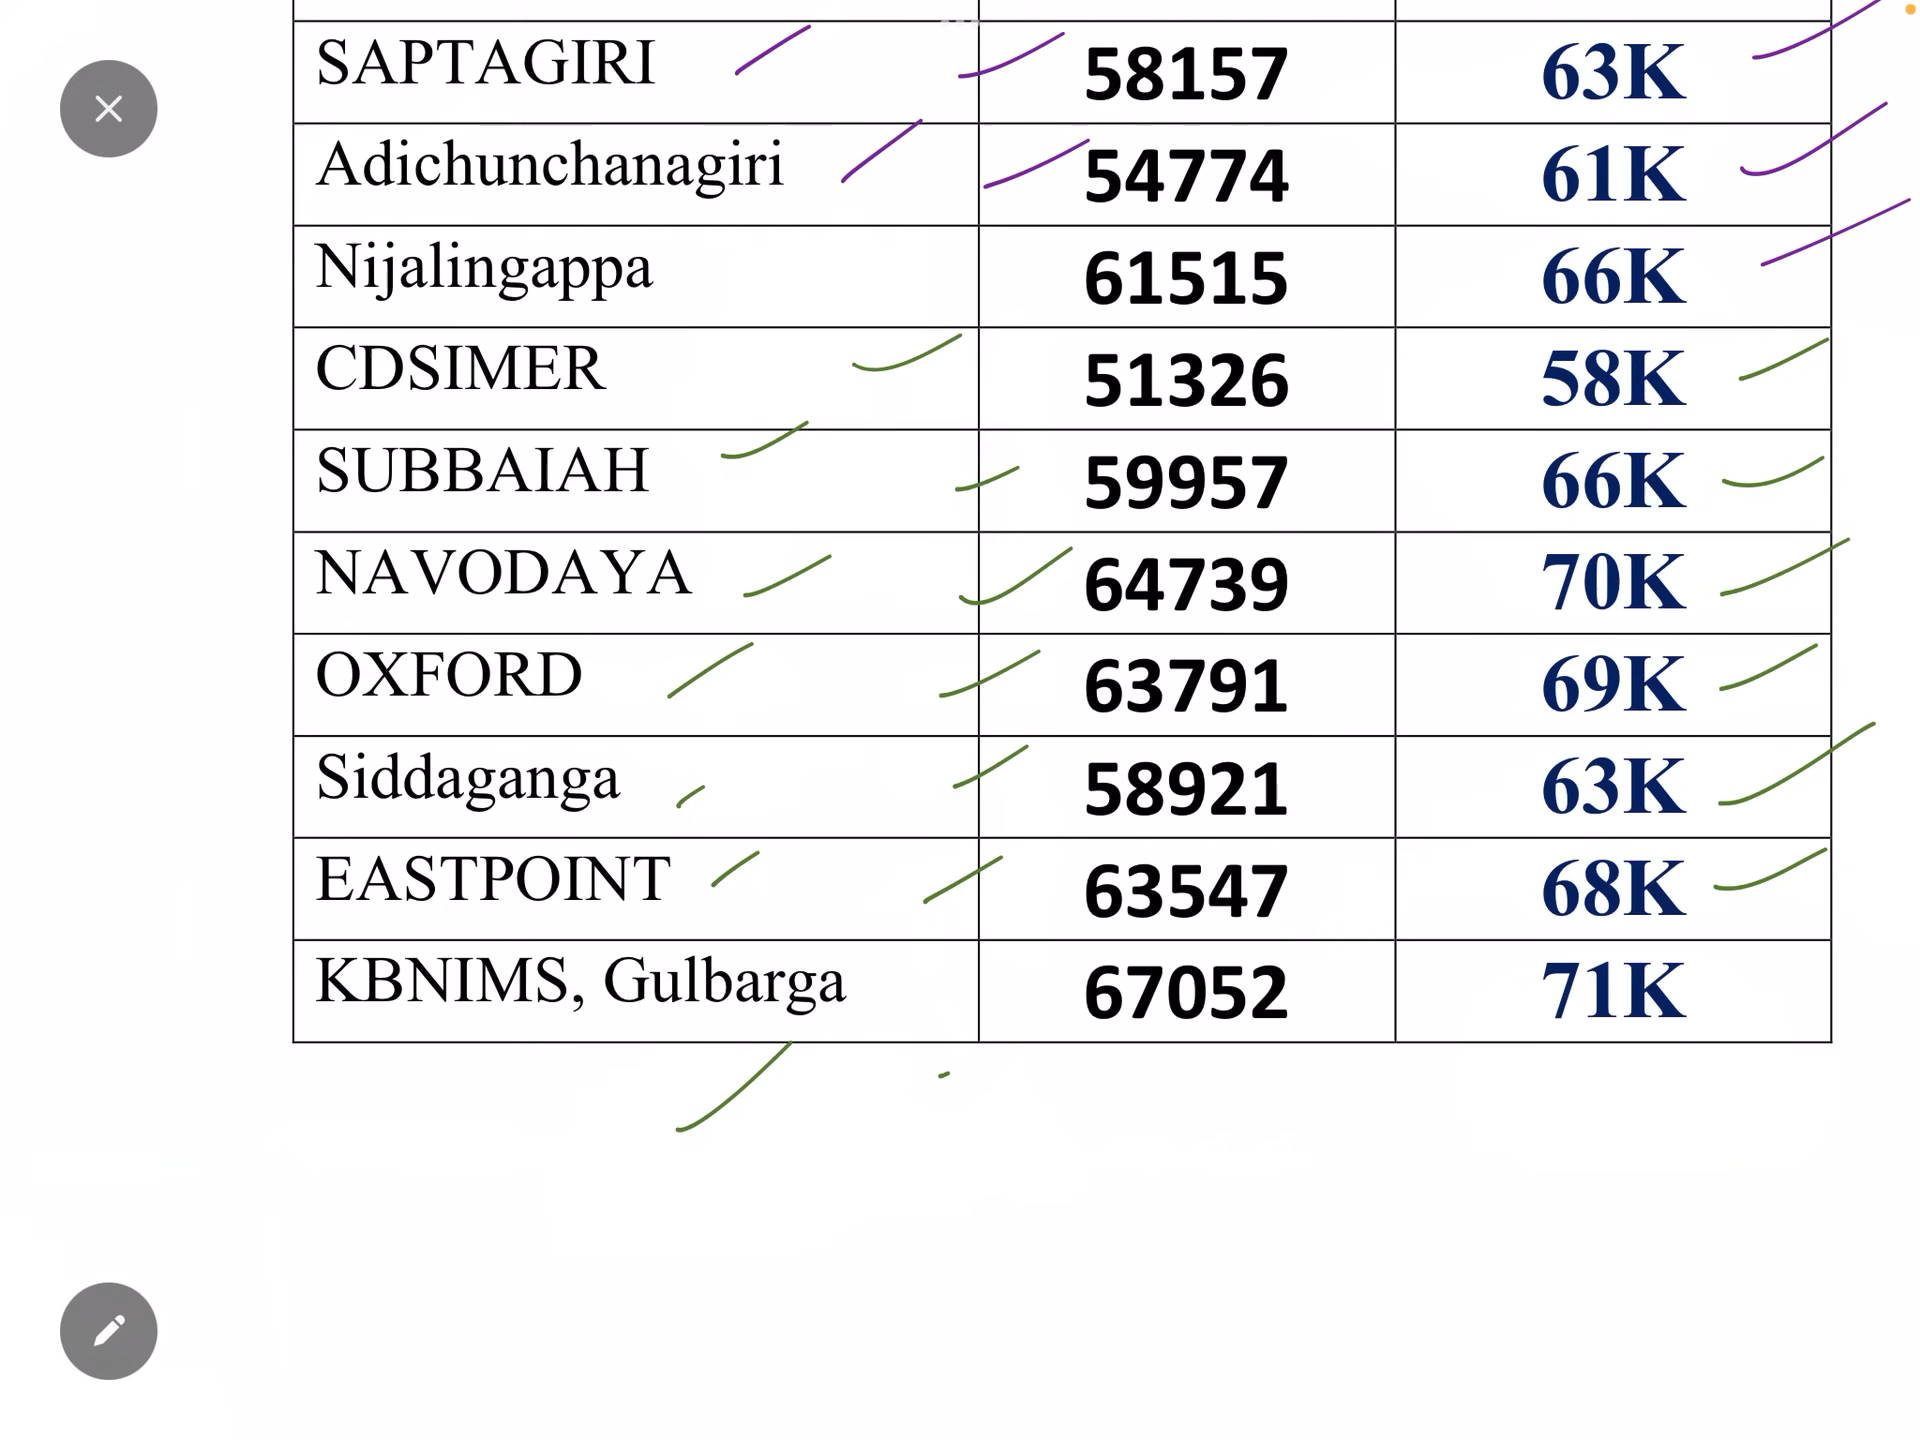 SAPTAGIRI 58157 63K
Adichunchanagiri 54774 61K
Nijalingappa 61515 66K
CDSIMER 51326 58K
SUBBAIAH 59957 66K
NAVODAYA 64739 70K
OXFORD 63791 69K
Siddaganga 58921 63K
EASTPOINT 63547 68K
KBNIMS, Gulbarga 67052 71K